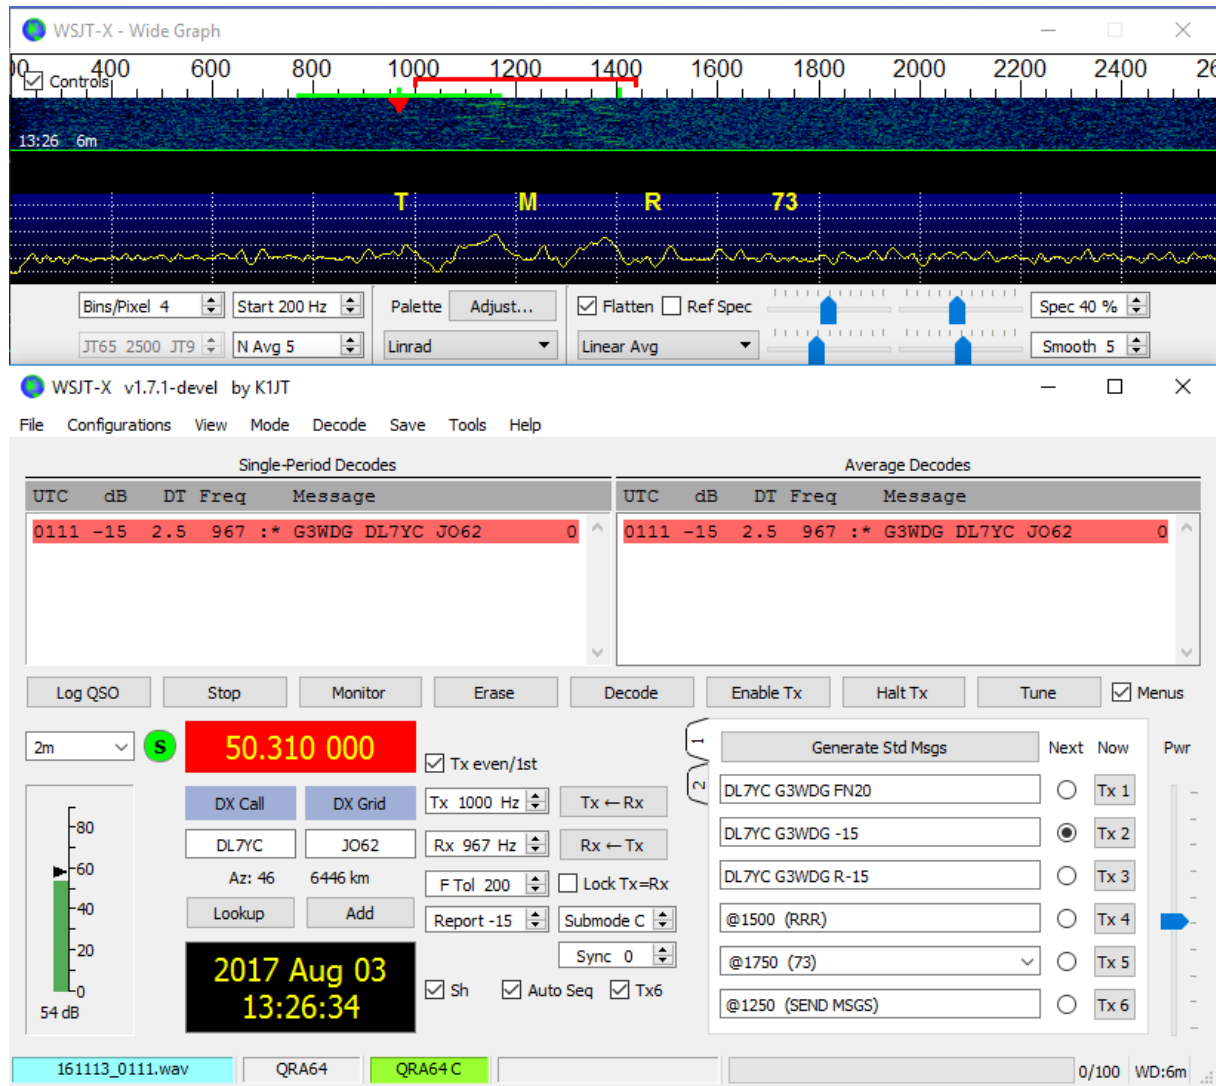 WSJT-X - Wide Graph
Controls
400 600 800 1000 1200 1400 1600 1800 2000 2200 2400
13:26 6m
T M R 73
Bins/Pixel 4 Start 200 Hz Palette Adjust... Flatten Ref Spec Spec 40 %
JT65 2500 JT9 N Avg 5 Linrad Linear Avg Smooth 5
WSJT-X v1.7.1-devel by K1JT
File Configurations View Mode Decode Save Tools Help
Single-Period Decodes Average Decodes
UTC dB DT Freq Message UTC dB DT Freq Message
0111 -15 2.5 967 :* G3WDG DL7YC JO62 0 0111 -15 2.5 967 :* G3WDG DL7YC JO62 0
Log QSO Stop Monitor Erase Decode Enable Tx Halt Tx Tune Menus
2m S 50.310 000 Tx even/1st 1 Generate Std Msgs Next Now Pwr
DX Call DX Grid Tx 1000 Hz Tx ← Rx 2 DL7YC G3WDG FN20 Tx 1
-80
DL7YC JO62 Rx 967 Hz Rx ← Tx DL7YC G3WDG -15 Tx 2
-60 Az: 46 6446 km F Tol 200 Lock Tx=Rx DL7YC G3WDG R-15 Tx 3
-40 Lookup Add Report -15 Submode C @1500 (RRR) Tx 4
-20 2017 Aug 03 Sync 0 @1750 (73) Tx 5
-0 13:26:34 Sh Auto Seq Tx6 @1250 (SEND MSGS) Tx 6
54 dB
161113_0111.wav QRA64 QRA64 C 0/100 WD:6m